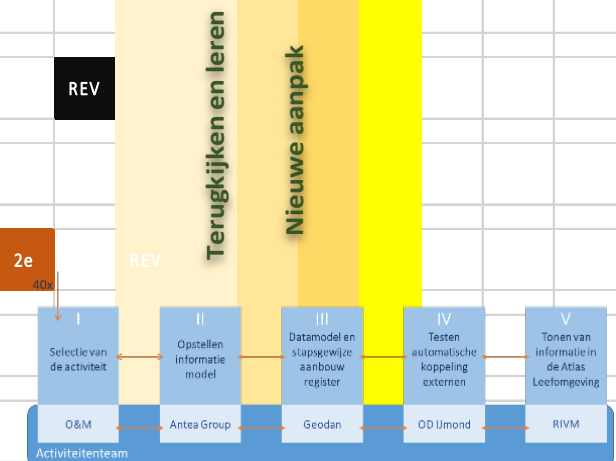 Terugkijken en leren
Nieuwe aanpak
REV
2e
REV
40x
I
Selectie van
de activiteit
II
Opstellen
informatie
model
III
Datamodel en
stapsgewijze
aanbouw
register
IV
Testen
automatische
koppeling
externen
V
Tonen van
informatie in
de Atlas
Leefomgeving
O&M
Antea Group
Geodan
OD IJmond
RIVM
Activiteitenteam